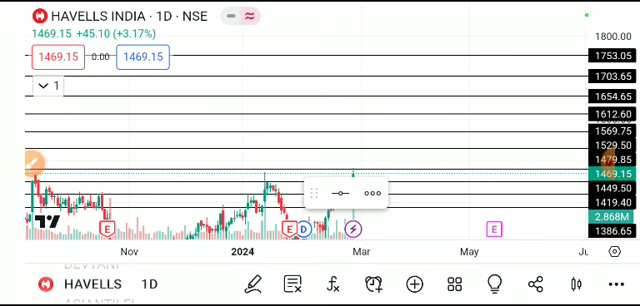 HAVELLS INDIA · 1D · NSE
1469.15 +45.10 (+3.17%)
1469.15 0.00 1469.15
1
1800.00
1753.05
1703.65
1654.65
1612.60
1569.75
1529.50
1479.85
1469.15
1449.50
1419.40
2.868M
1386.65
E E D E
Nov 2024 Mar May
HAVELLS 1D